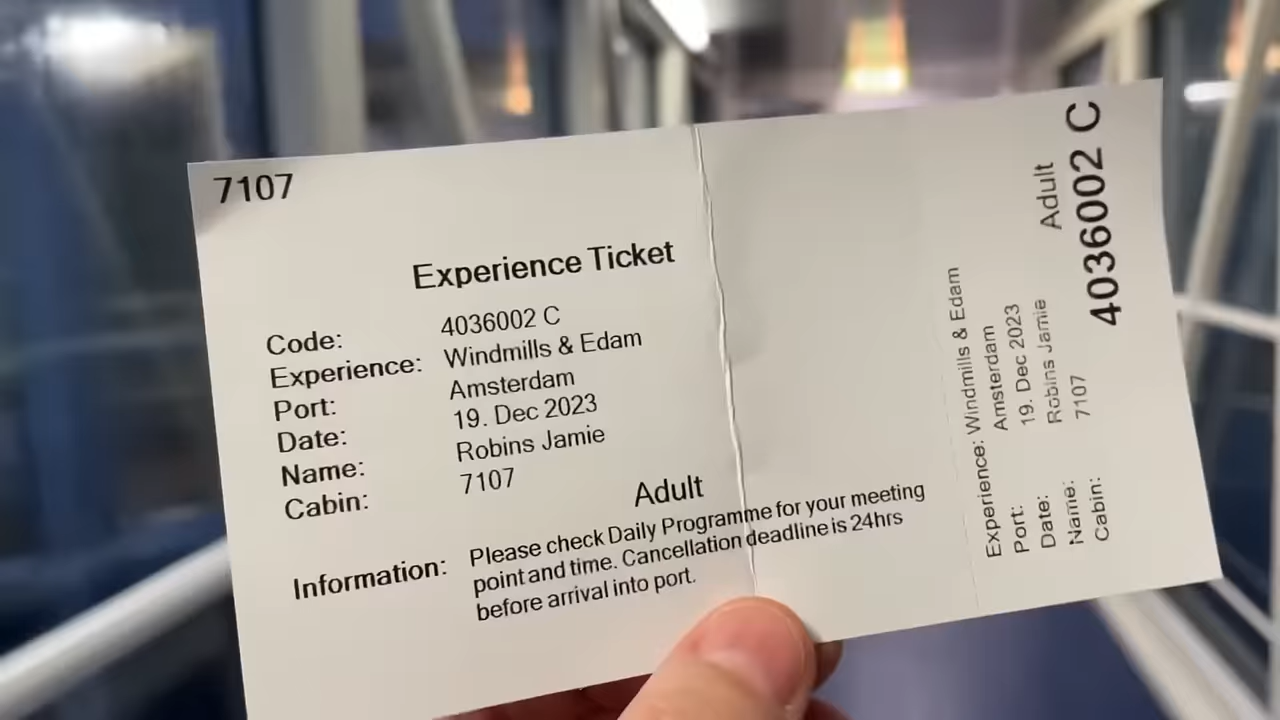 7107
Experience Ticket
Code: 4036002 C
Experience: Windmills & Edam
Port: Amsterdam
Date: 19. Dec 2023
Name: Robins Jamie
Cabin: 7107
Adult
Information: Please check Daily Programme for your meeting
point and time. Cancellation deadline is 24hrs
before arrival into port.
Experience: Windmills & Edam
Port: Amsterdam
Date: 19. Dec 2023
Name: Robins Jamie
Cabin: 7107
Adult
4036002 C